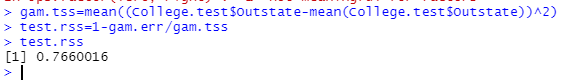 > gam.tss=mean((College.test$Outstate-mean(College.test$Outstate))^2)
> test.rss=1-gam.err/gam.tss
> test.rss
[1] 0.7660016
>